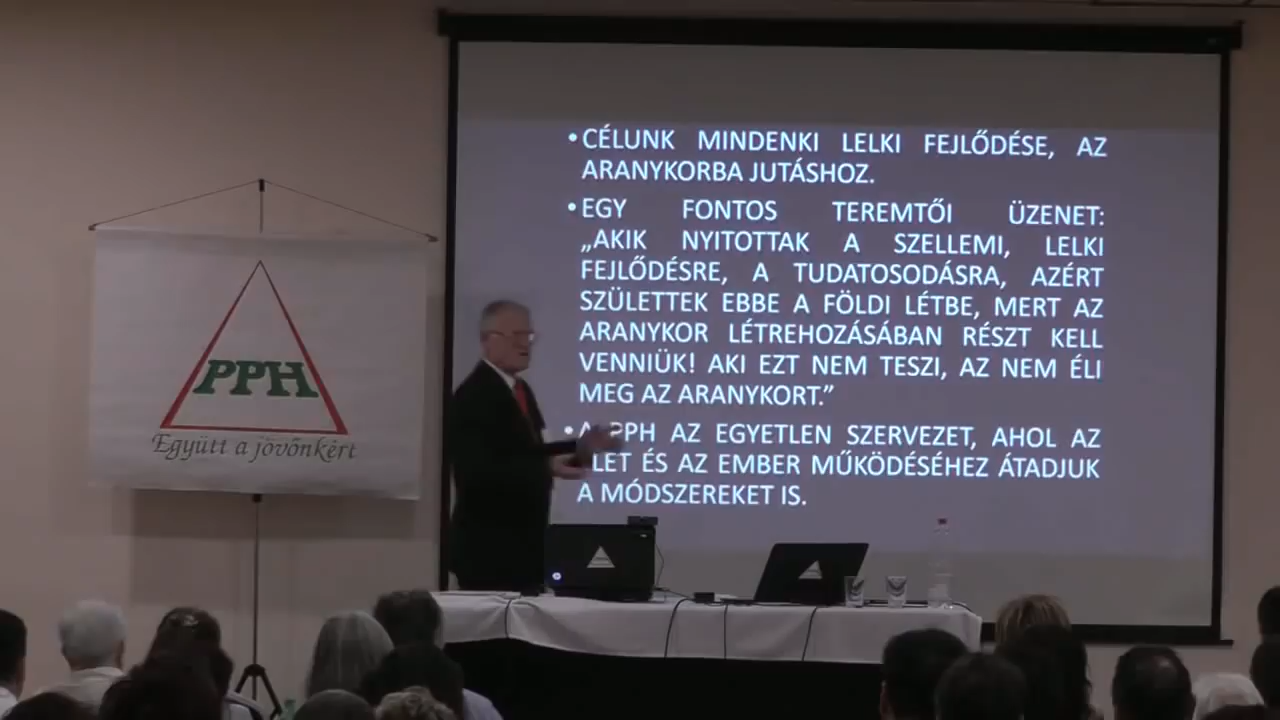 PPH
Együtt a jövőnkért
• CÉLUNK MINDENKI LELKI FEJLŐDÉSE, AZ
ARANYKORBA JUTÁSHOZ.
• EGY FONTOS TEREMTŐI ÜZENET:
„AKIK NYITOTTAK A SZELLEMI, LELKI
FEJLŐDÉSRE, A TUDATOSODÁSRA, AZÉRT
SZÜLETTEK EBBE A FÖLDI LÉTBE, MERT AZ
ARANYKOR LÉTREHOZÁSÁBAN RÉSZT KELL
VENNIÜK! AKI EZT NEM TESZI, AZ NEM ÉLI
MEG AZ ARANYKORT.”
• A PPH AZ EGYETLEN SZERVEZET, AHOL AZ
ÉS AZ EMBER MŰKÖDÉSÉHEZ ÁTADJUK
A MÓDSZEREKET IS.